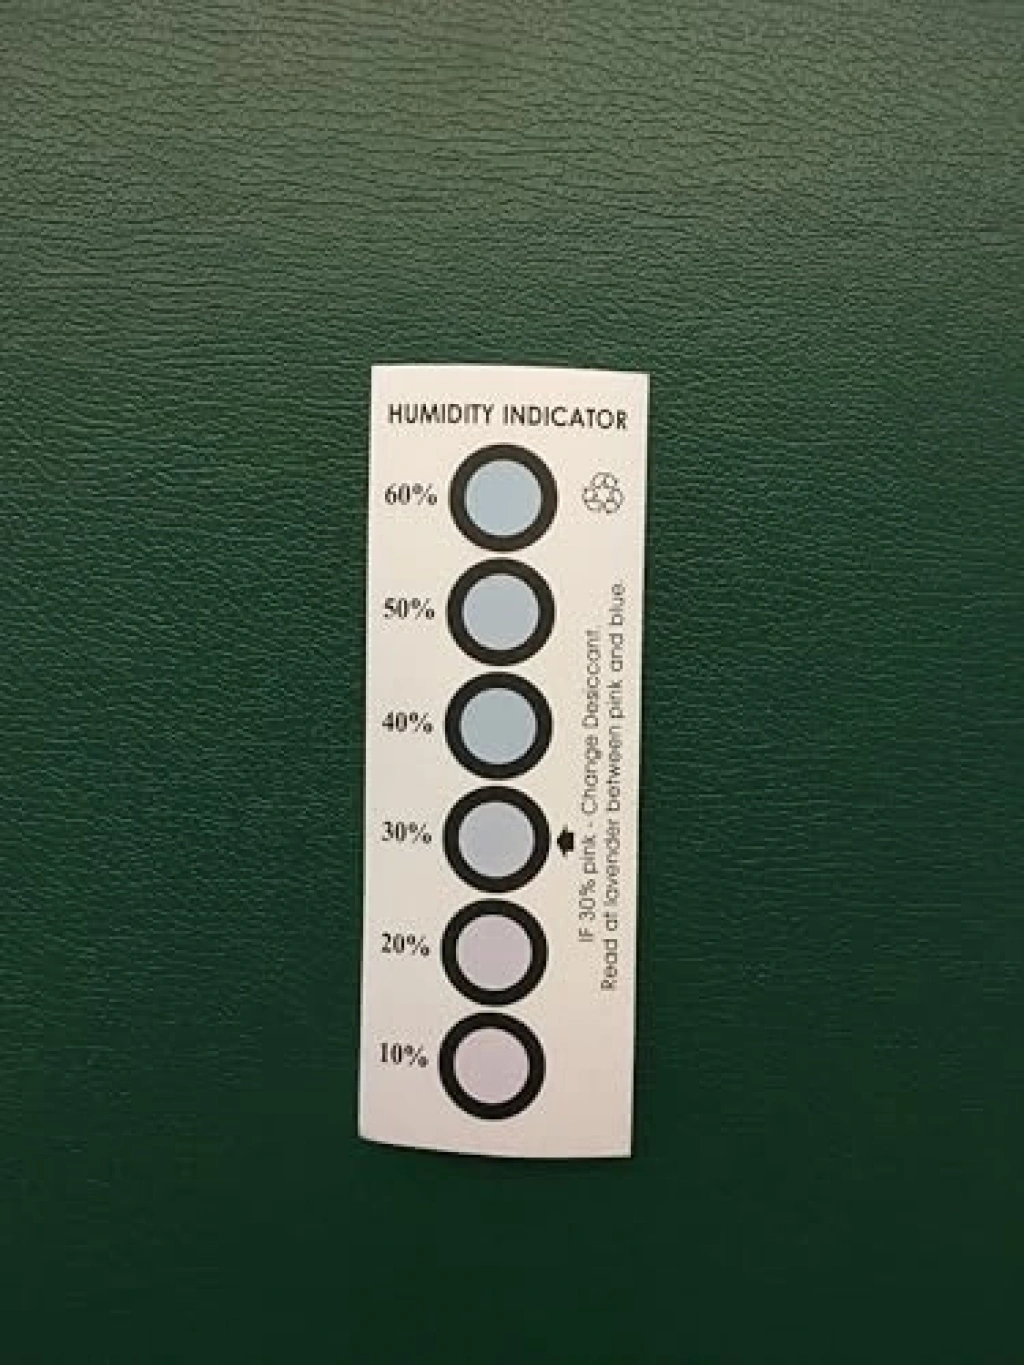 HUMIDITY INDICATOR
60%
50%
40%
30%
20%
10%
IF 30% pink - Change Desiccant.
Read at lavender between pink and blue.